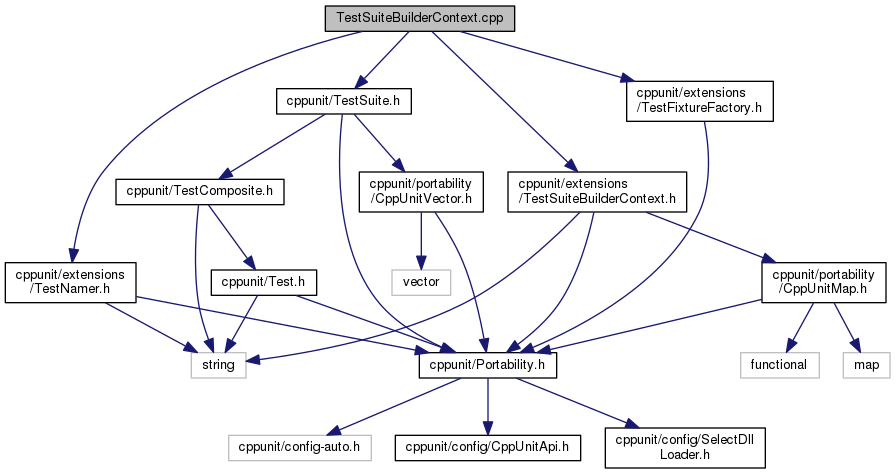 TestSuiteBuilderContext.cpp
cppunit/TestSuite.h
cppunit/extensions
/TestFixtureFactory.h
cppunit/TestComposite.h
cppunit/portability
/CppUnitVector.h
cppunit/extensions
/TestSuiteBuilderContext.h
cppunit/extensions
/TestNamer.h
cppunit/Test.h
vector
cppunit/portability
/CppUnitMap.h
string
cppunit/Portability.h
functional
map
cppunit/config-auto.h
cppunit/config/CppUnitApi.h
cppunit/config/SelectDll
Loader.h